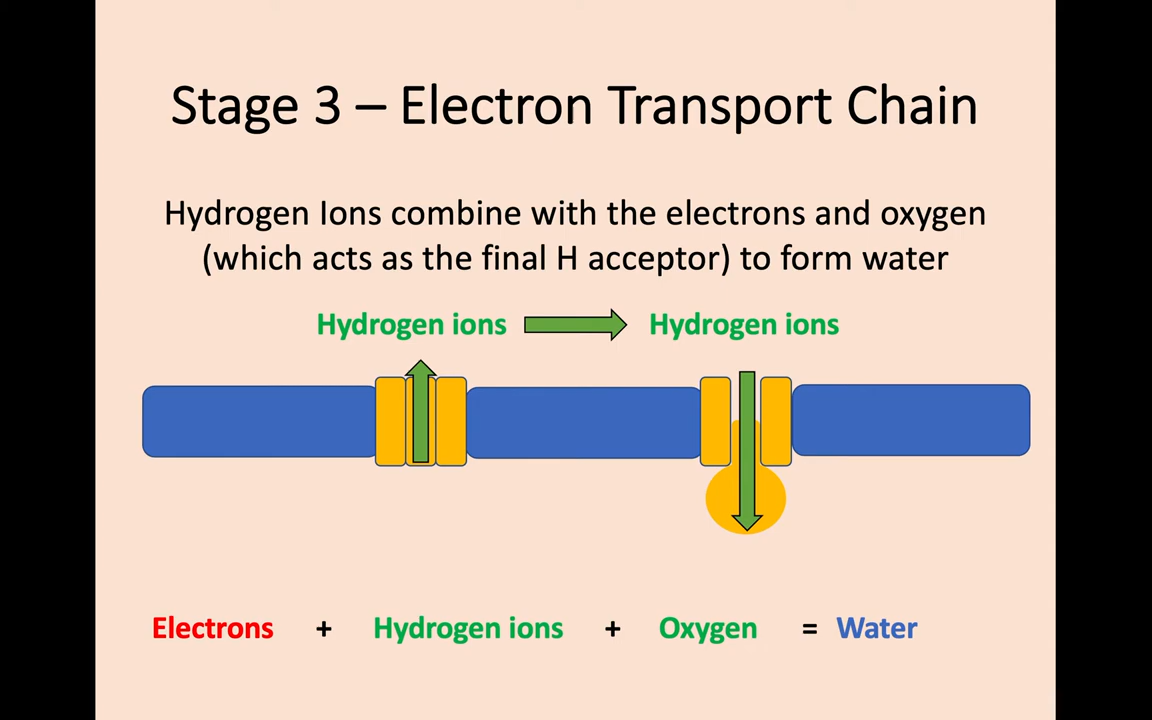 Stage 3 – Electron Transport Chain
Hydrogen Ions combine with the electrons and oxygen
(which acts as the final H acceptor) to form water
Hydrogen ions Hydrogen ions
Electrons + Hydrogen ions + Oxygen = Water